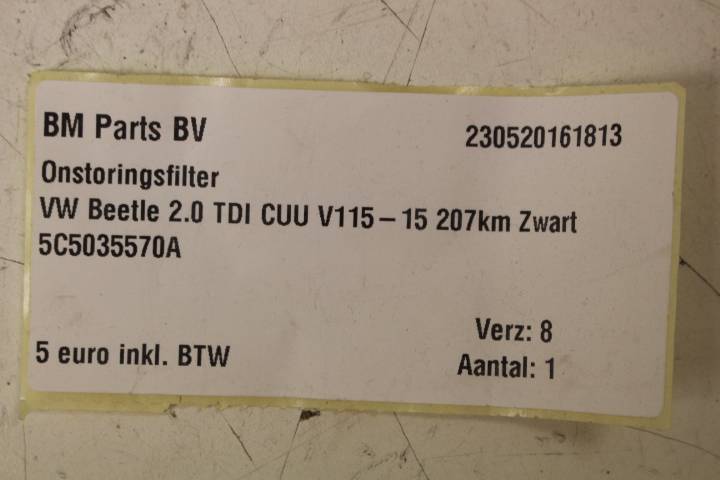 BM Parts BV 230520161813
Onstoringsfilter
VW Beetle 2.0 TDI CUU V115-15 207km Zwart
5C5035570A
Verz: 8
5 euro inkl. BTW
Aantal: 1